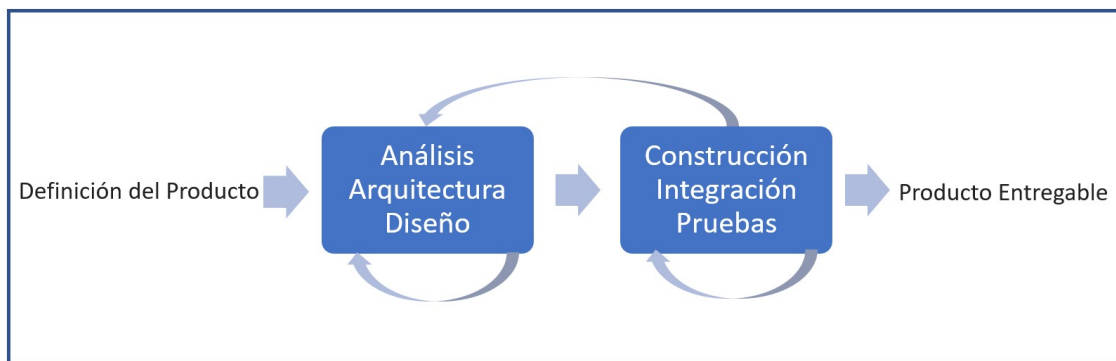 Definición del Producto
Análisis
Arquitectura
Diseño
Construcción
Integración
Pruebas
Producto Entregable